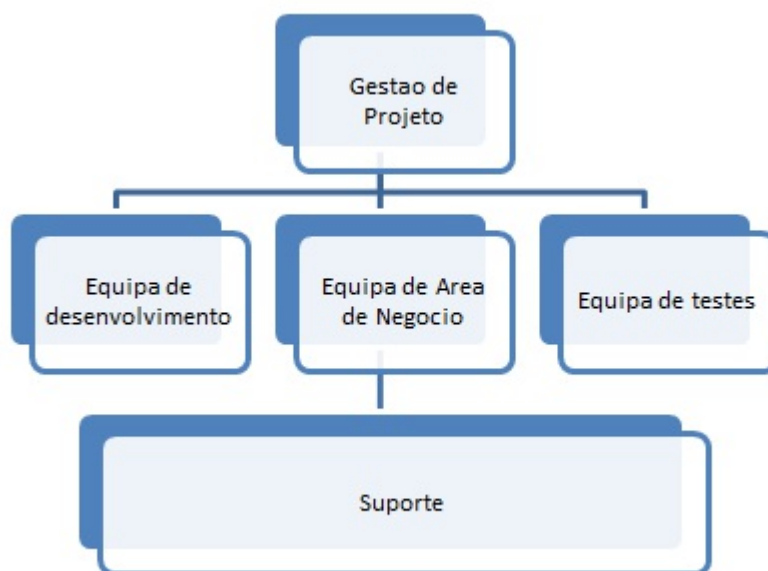 Gestao de
Projeto
Equipa de
desenvolvimento
Equipa de Area
de Negocio
Equipa de testes
Suporte